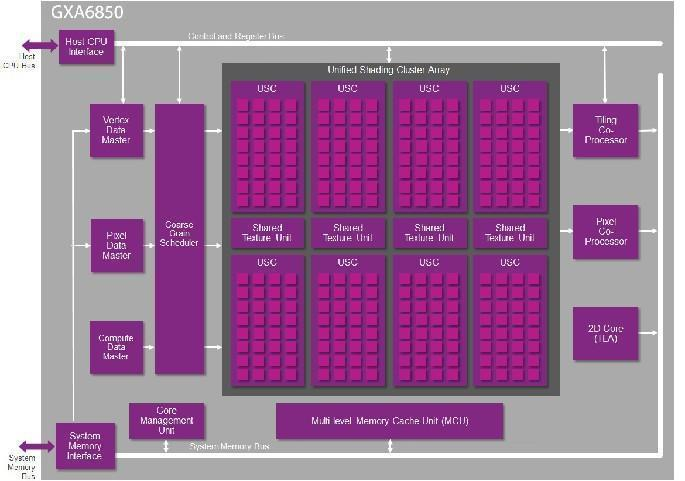 GXA6850
Host CPU
Interface
Control and Register Bus
Host
CPU Bus
Unified Shading Cluster Array
USC
USC
USC
USC
Vertex
Data
Master
Tiling
Co-
Processor
Pixel
Data
Master
Coarse
Grain
Scheduler
Shared
Texture Unit
Shared
Texture Unit
Shared
Texture Unit
Shared
Texture Unit
Pixel
Co-
Processor
USC
USC
USC
USC
Compute
Data
Master
2D Core
(TLA)
Core
Management
Unit
Multi level Memory Cache Unit (MCU)
System
Memory
Interface
System Memory Bus
System
Memory
Bus